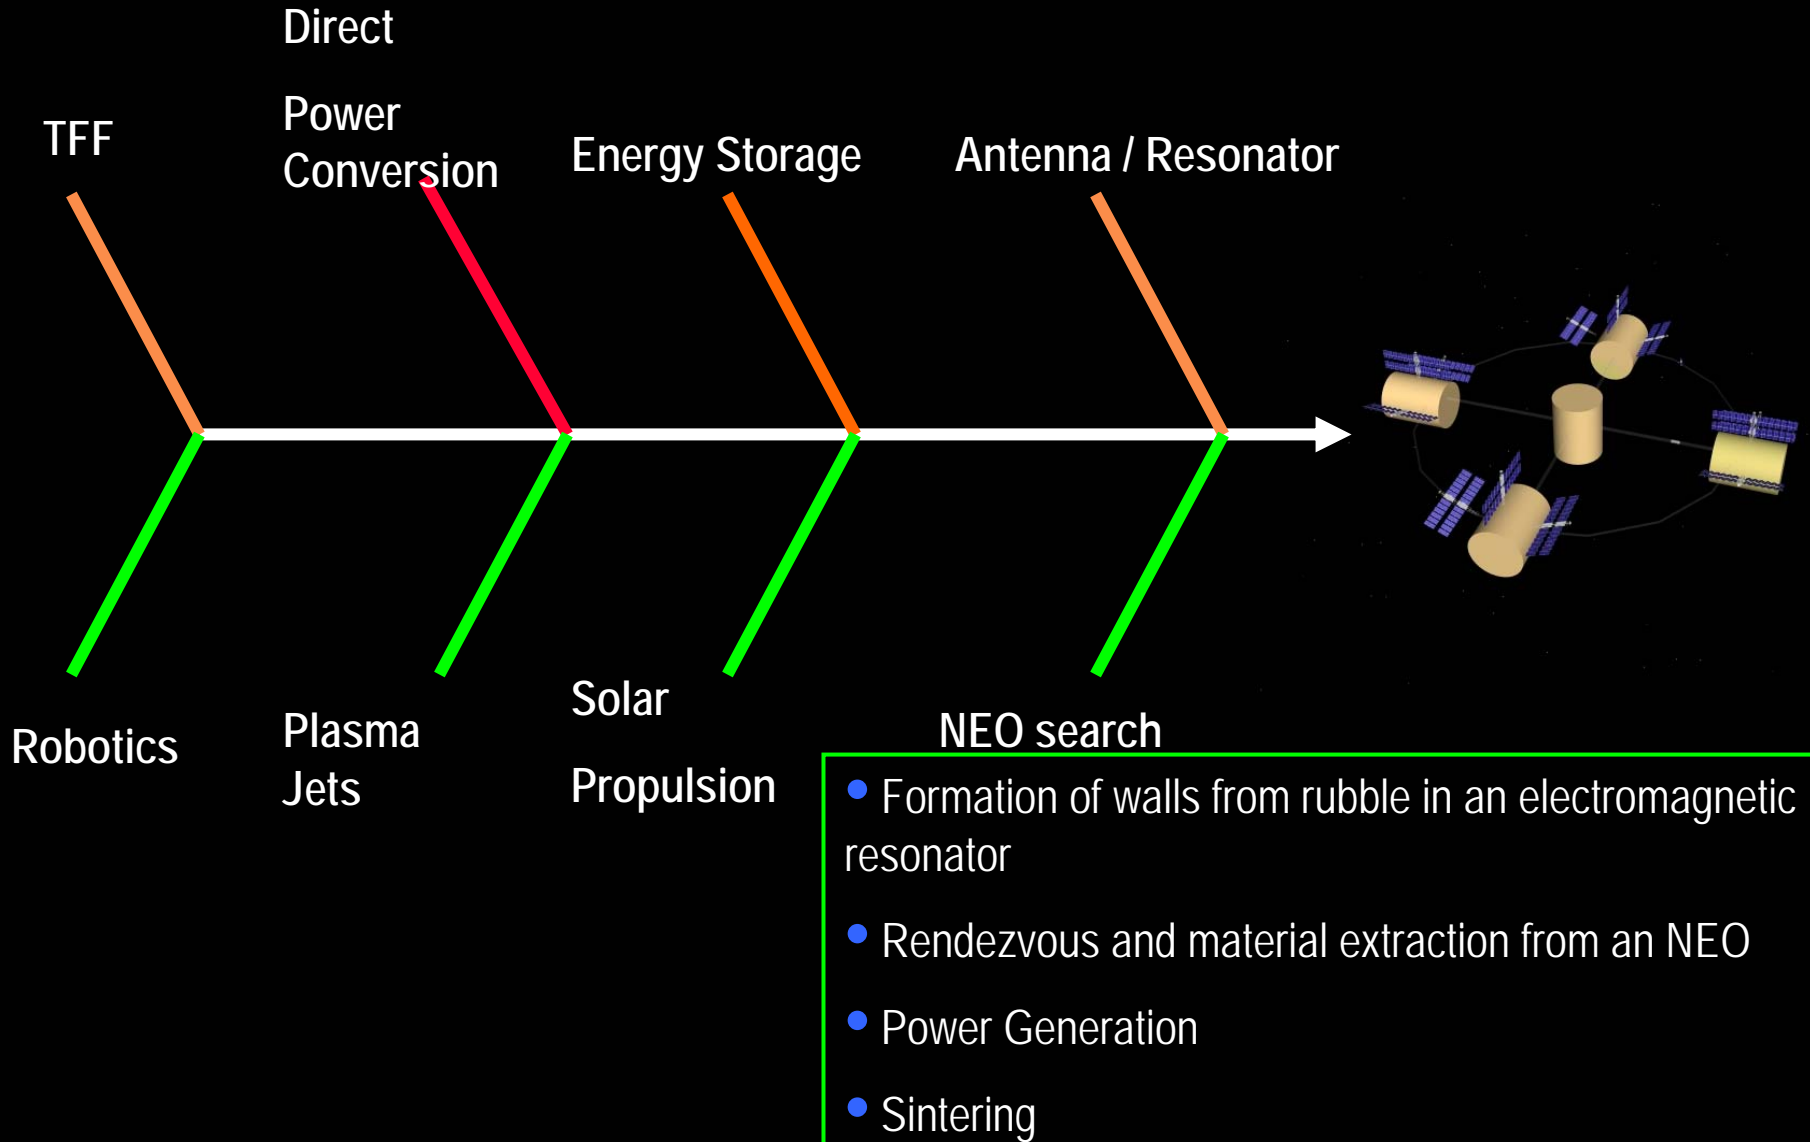 Direct
Power
Conversion
TFF
Energy Storage
Antenna / Resonator
Robotics
Plasma
Jets
Solar
Propulsion
NEO search
• Formation of walls from rubble in an electromagnetic
resonator
• Rendezvous and material extraction from an NEO
• Power Generation
• Sintering